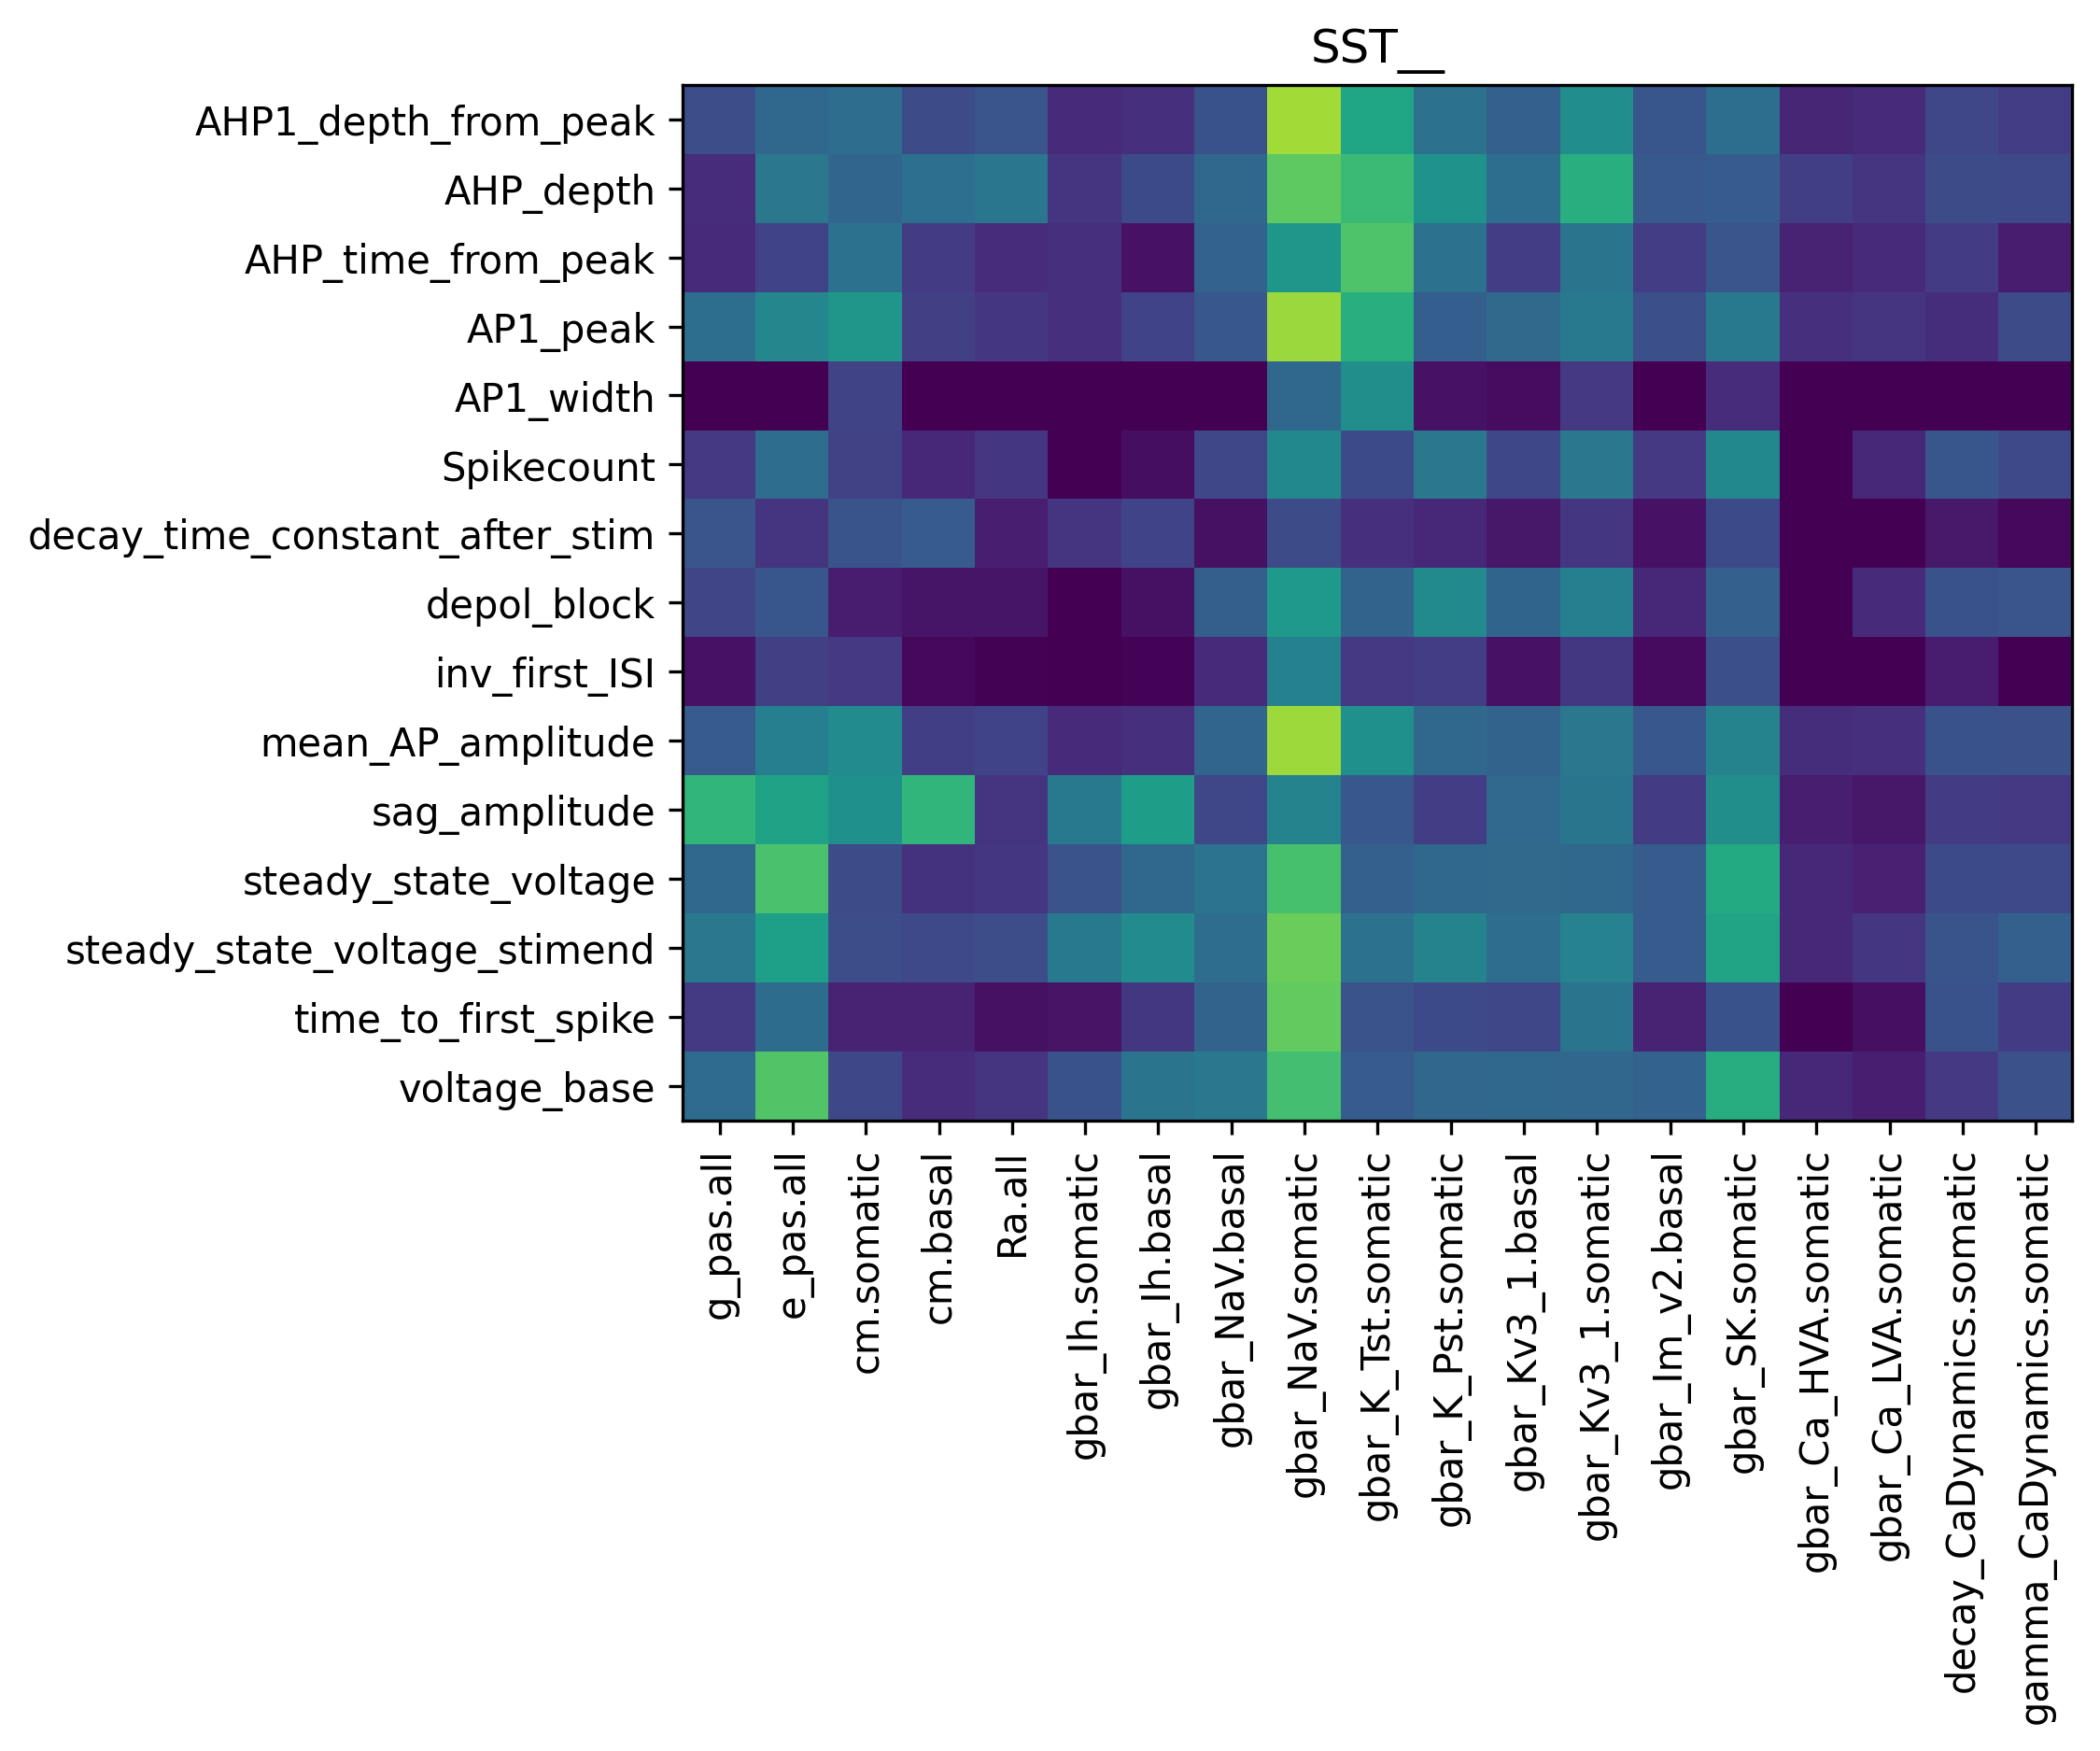 SST__
AHP1_depth_from_peak
AHP_depth
AHP_time_from_peak
AP1_peak
AP1_width
Spikecount
decay_time_constant_after_stim
depol_block
inv_first_ISI
mean_AP_amplitude
sag_amplitude
steady_state_voltage
steady_state_voltage_stimend
time_to_first_spike
voltage_base
g_pas.all
e_pas.all
cm.somatic
cm.basal
Ra.all
gbar_Ih.somatic
gbar_Ih.basal
gbar_NaV.basal
gbar_NaV.somatic
gbar_K_Tst.somatic
gbar_K_Pst.somatic
gbar_Kv3_1.basal
gbar_Kv3_1.somatic
gbar_Im_v2.basal
gbar_SK.somatic
gbar_Ca_HVA.somatic
gbar_Ca_LVA.somatic
decay_CaDynamics.somatic
gamma_CaDynamics.somatic